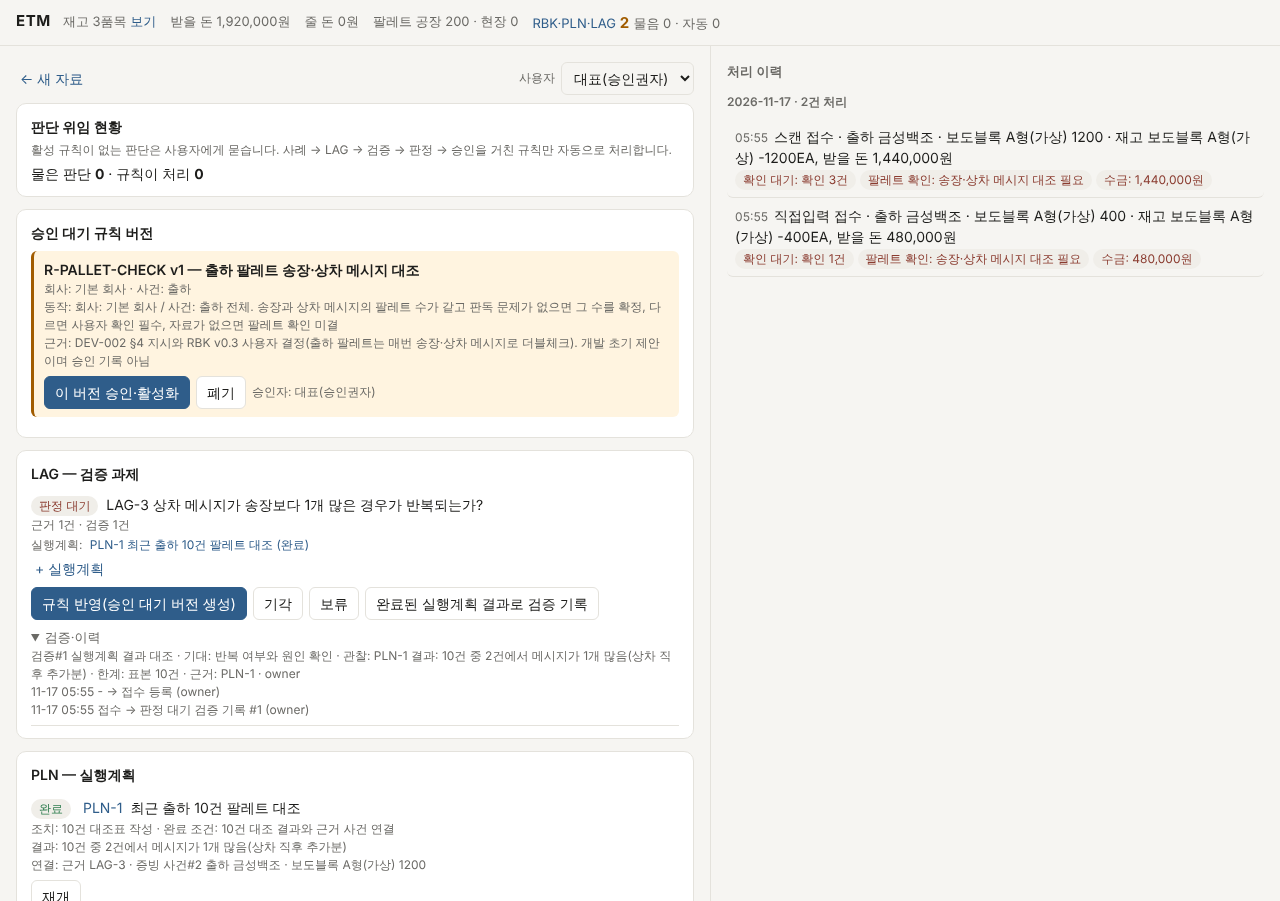 ETM 재고 3품목 보기 받을 돈 1,920,000원 줄 돈 0원 팔레트 공장 200 · 현장 0 RBK·PLN·LAG 2 물음 0 · 자동 0
← 새 자료
사용자 대표(승인권자)
판단 위임 현황
활성 규칙이 없는 판단은 사용자에게 묻습니다. 사례 → LAG → 검증 → 판정 → 승인을 거친 규칙만 자동으로 처리합니다.
물은 판단 0 · 규칙이 처리 0
승인 대기 규칙 버전
R-PALLET-CHECK v1 — 출하 팔레트 송장·상차 메시지 대조
회사: 기본 회사 · 사건: 출하
동작: 회사: 기본 회사 / 사건: 출하 전체. 송장과 상차 메시지의 팔레트 수가 같고 판독 문제가 없으면 그 수를 확정, 다
르면 사용자 확인 필수, 자료가 없으면 팔레트 확인 미결
근거: DEV-002 §4 지시와 RBK v0.3 사용자 결정(출하 팔레트는 매번 송장·상차 메시지로 더블체크). 개발 초기 제안
이며 승인 기록 아님
이 버전 승인·활성화 폐기 승인자: 대표(승인권자)
LAG — 검증 과제
판정 대기 LAG-3 상차 메시지가 송장보다 1개 많은 경우가 반복되는가?
근거 1건 · 검증 1건
실행계획: PLN-1 최근 출하 10건 팔레트 대조 (완료)
+ 실행계획
규칙 반영(승인 대기 버전 생성) 기각 보류 완료된 실행계획 결과로 검증 기록
▼ 검증·이력
검증#1 실행계획 결과 대조 · 기대: 반복 여부와 원인 확인 · 관찰: PLN-1 결과: 10건 중 2건에서 메시지가 1개 많음(상차 직
후 추가분) · 한계: 표본 10건 · 근거: PLN-1 · owner
11-17 05:55 - → 접수 등록 (owner)
11-17 05:55 접수 → 판정 대기 검증 기록 #1 (owner)
PLN — 실행계획
완료 PLN-1 최근 출하 10건 팔레트 대조
조치: 10건 대조표 작성 · 완료 조건: 10건 대조 결과와 근거 사건 연결
결과: 10건 중 2건에서 메시지가 1개 많음(상차 직후 추가분)
연결: 근거 LAG-3 · 증빙 사건#2 출하 금성백조 · 보도블록 A형(가상) 1200
재개
처리 이력
2026-11-17 · 2건 처리
05:55 스캔 접수 · 출하 금성백조 · 보도블록 A형(가상) 1200 · 재고 보도블록 A형(가
상) -1200EA, 받을 돈 1,440,000원
확인 대기: 확인 3건 팔레트 확인: 송장·상차 메시지 대조 필요 수금: 1,440,000원
05:55 직접입력 접수 · 출하 금성백조 · 보도블록 A형(가상) 400 · 재고 보도블록 A형
(가상) -400EA, 받을 돈 480,000원
확인 대기: 확인 1건 팔레트 확인: 송장·상차 메시지 대조 필요 수금: 480,000원